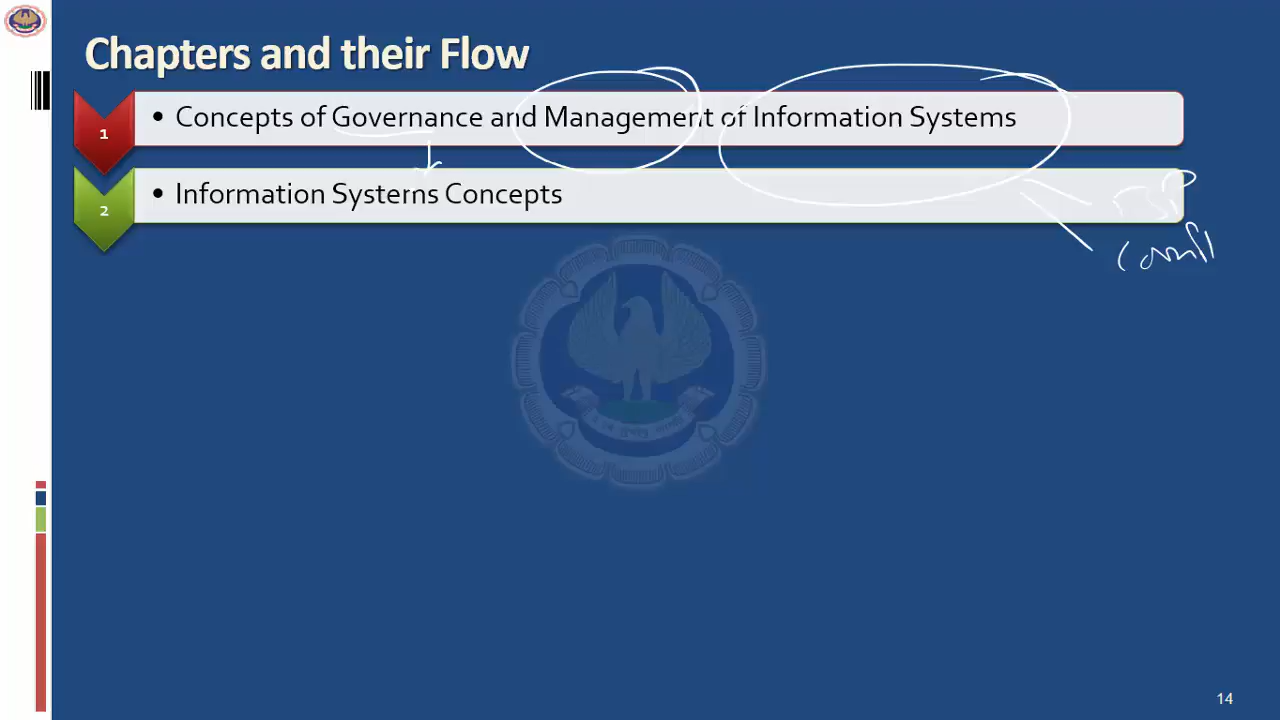 Chapters and their Flow
1
• Concepts of Governance and Management of Information Systems
2
• Information Systems Concepts
14